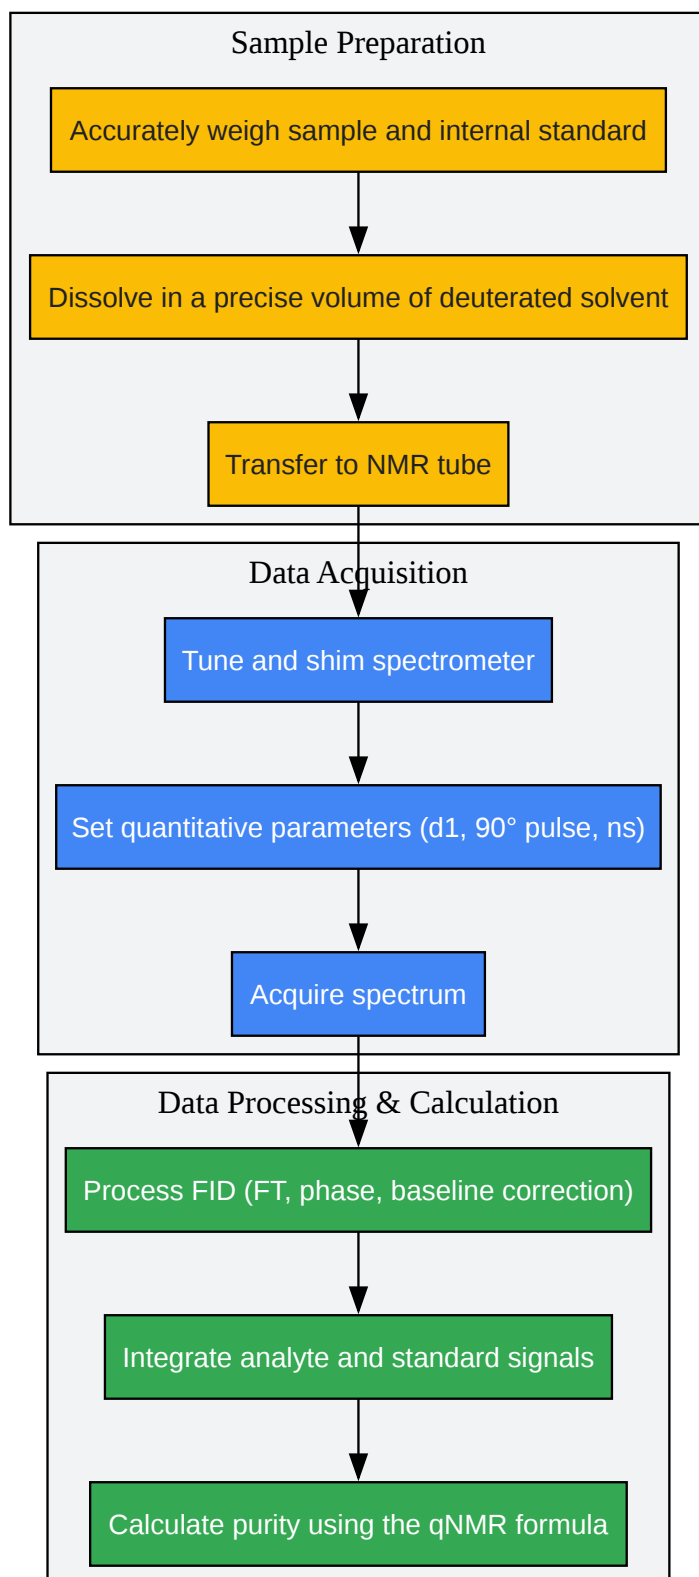 Sample Preparation
Accurately weigh sample and internal standard
Dissolve in a precise volume of deuterated solvent
Transfer to NMR tube
Data Acquisition
Tune and shim spectrometer
Set quantitative parameters (d1, 90° pulse, ns)
Acquire spectrum
Data Processing & Calculation
Process FID (FT, phase, baseline correction)
Integrate analyte and standard signals
Calculate purity using the qNMR formula